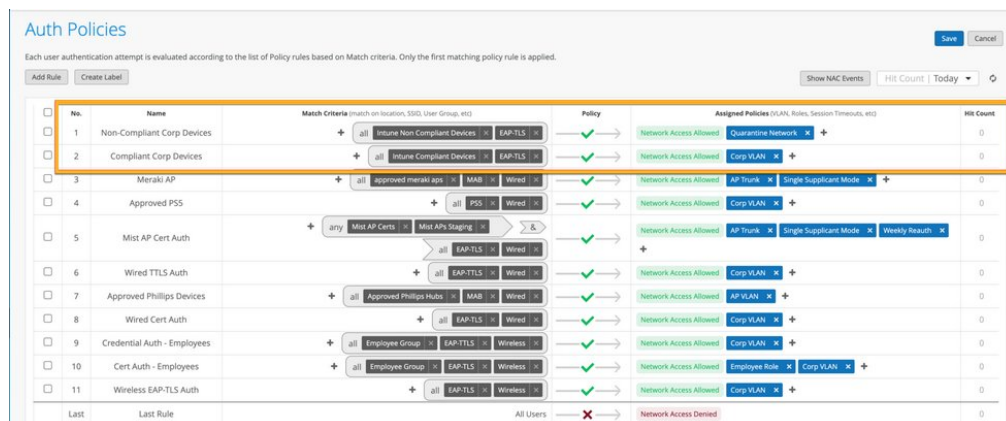 Auth Policies
Save Cancel
Each user authentication attempt is evaluated according to the list of Policy rules based on Match criteria. Only the first matching policy rule is applied.
Add Rule Create Label Show NAC Events Hit Count | Today
No. Name Match Criteria (match on location, SSID, User Group, etc) Policy Assigned Policies (VLAN, Roles, Session Timeouts, etc) Hit Count
1 Non-Compliant Corp Devices + all Intune Non Compliant Devices × EAP-TLS × Network Access Allowed Quarantine Network × + 0
2 Compliant Corp Devices + all Intune Compliant Devices × EAP-TLS × Network Access Allowed Corp VLAN × + 0
3 Meraki AP + all approved meraki aps × MAB × Wired × Network Access Allowed AP Trunk × Single Supplicant Mode × + 0
4 Approved PS5 + all PS5 × Wired × Network Access Allowed Corp VLAN × + 0
5 Mist AP Cert Auth + any Mist AP Certs × Mist APs Staging × & Network Access Allowed AP Trunk × Single Supplicant Mode × Weekly Reauth × 0
all EAP-TLS × Wired × +
6 Wired TTLS Auth + all EAP-TTLS × Wired × Network Access Allowed Corp VLAN × + 0
7 Approved Phillips Devices + all Approved Phillips Hubs × MAB × Wired × Network Access Allowed AP VLAN × + 0
8 Wired Cert Auth + all EAP-TLS × Wired × Network Access Allowed Corp VLAN × + 0
9 Credential Auth - Employees + all Employee Group × EAP-TTLS × Wireless × Network Access Allowed Corp VLAN × + 0
10 Cert Auth - Employees + all Employee Group × EAP-TLS × Wireless × Network Access Allowed Employee Role × Corp VLAN × + 0
11 Wireless EAP-TLS Auth + all EAP-TLS × Wireless × Network Access Allowed Corp VLAN × + 0
Last Last Rule All Users Network Access Denied 0